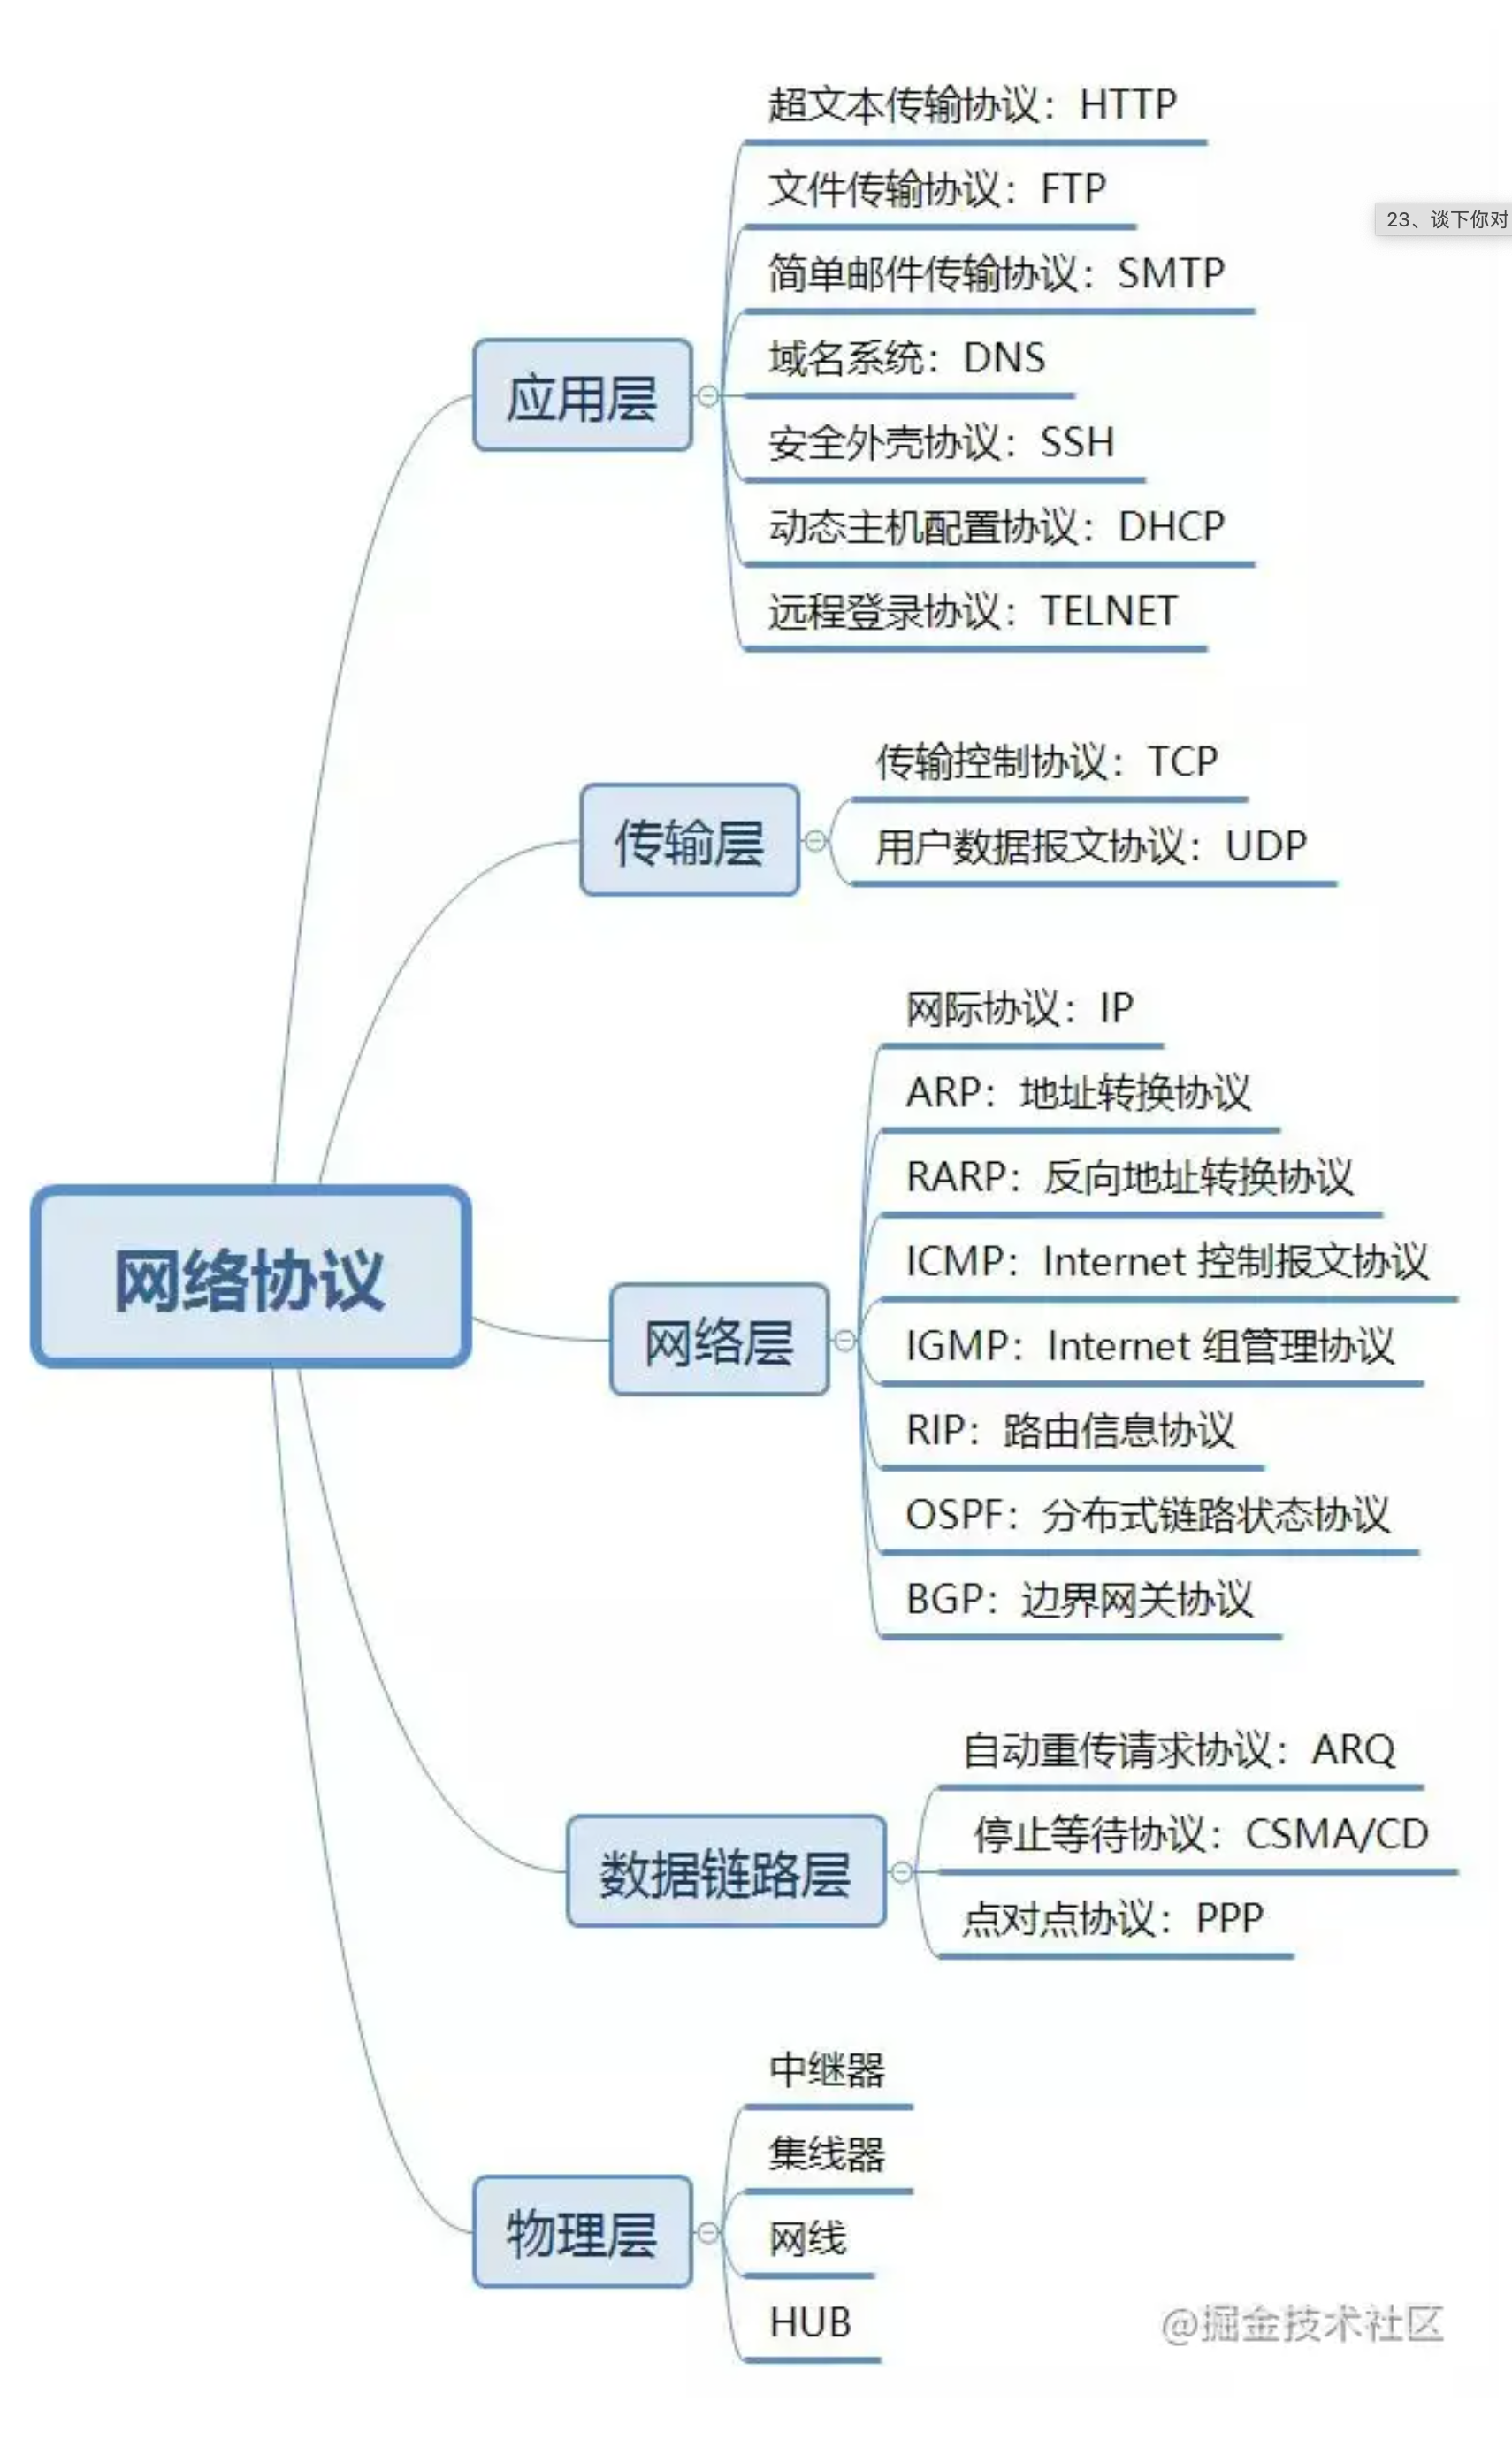 超文本传输协议：HTTP
文件传输协议：FTP
23、谈下你对
简单邮件传输协议：SMTP
域名系统：DNS
应用层
安全外壳协议：SSH
动态主机配置协议：DHCP
远程登录协议：TELNET
传输控制协议：TCP
传输层
用户数据报文协议：UDP
网际协议：IP
ARP：地址转换协议
RARP：反向地址转换协议
网络协议
ICMP：Internet 控制报文协议
网络层
IGMP：Internet 组管理协议
RIP：路由信息协议
OSPF：分布式链路状态协议
BGP：边界网关协议
自动重传请求协议：ARQ
数据链路层
停止等待协议：CSMA/CD
点对点协议：PPP
中继器
集线器
物理层
网线
HUB
@掘金技术社区